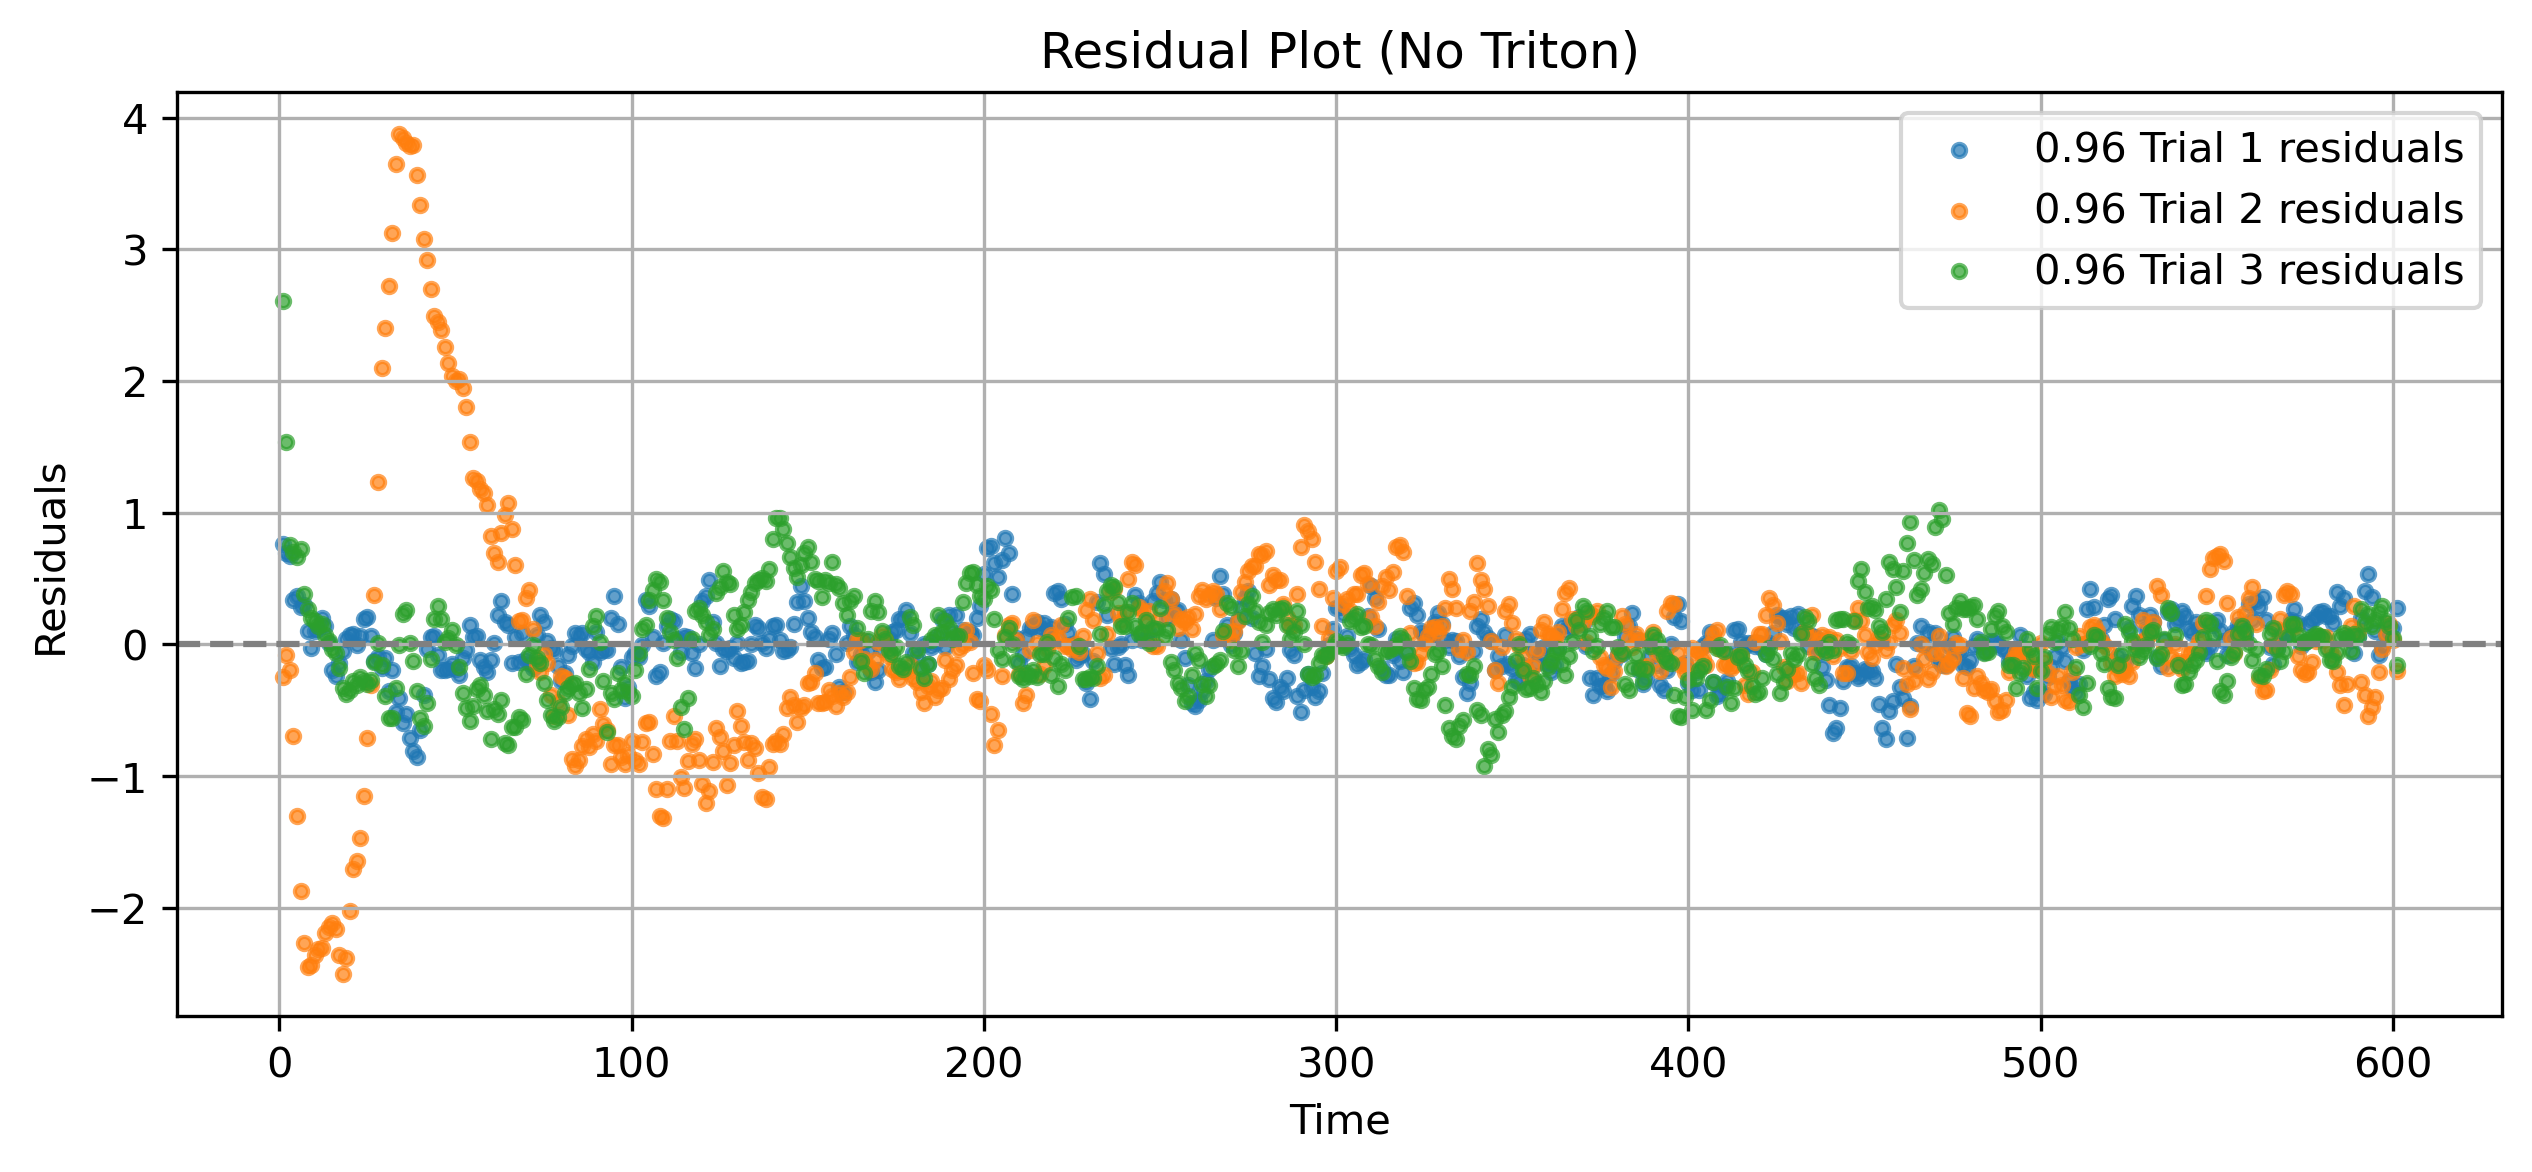 Residual Plot (No Triton)
0.96 Trial 1 residuals
0.96 Trial 2 residuals
0.96 Trial 3 residuals
Residuals
4
3
2
1
0
−1
−2
0 100 200 300 400 500 600
Time